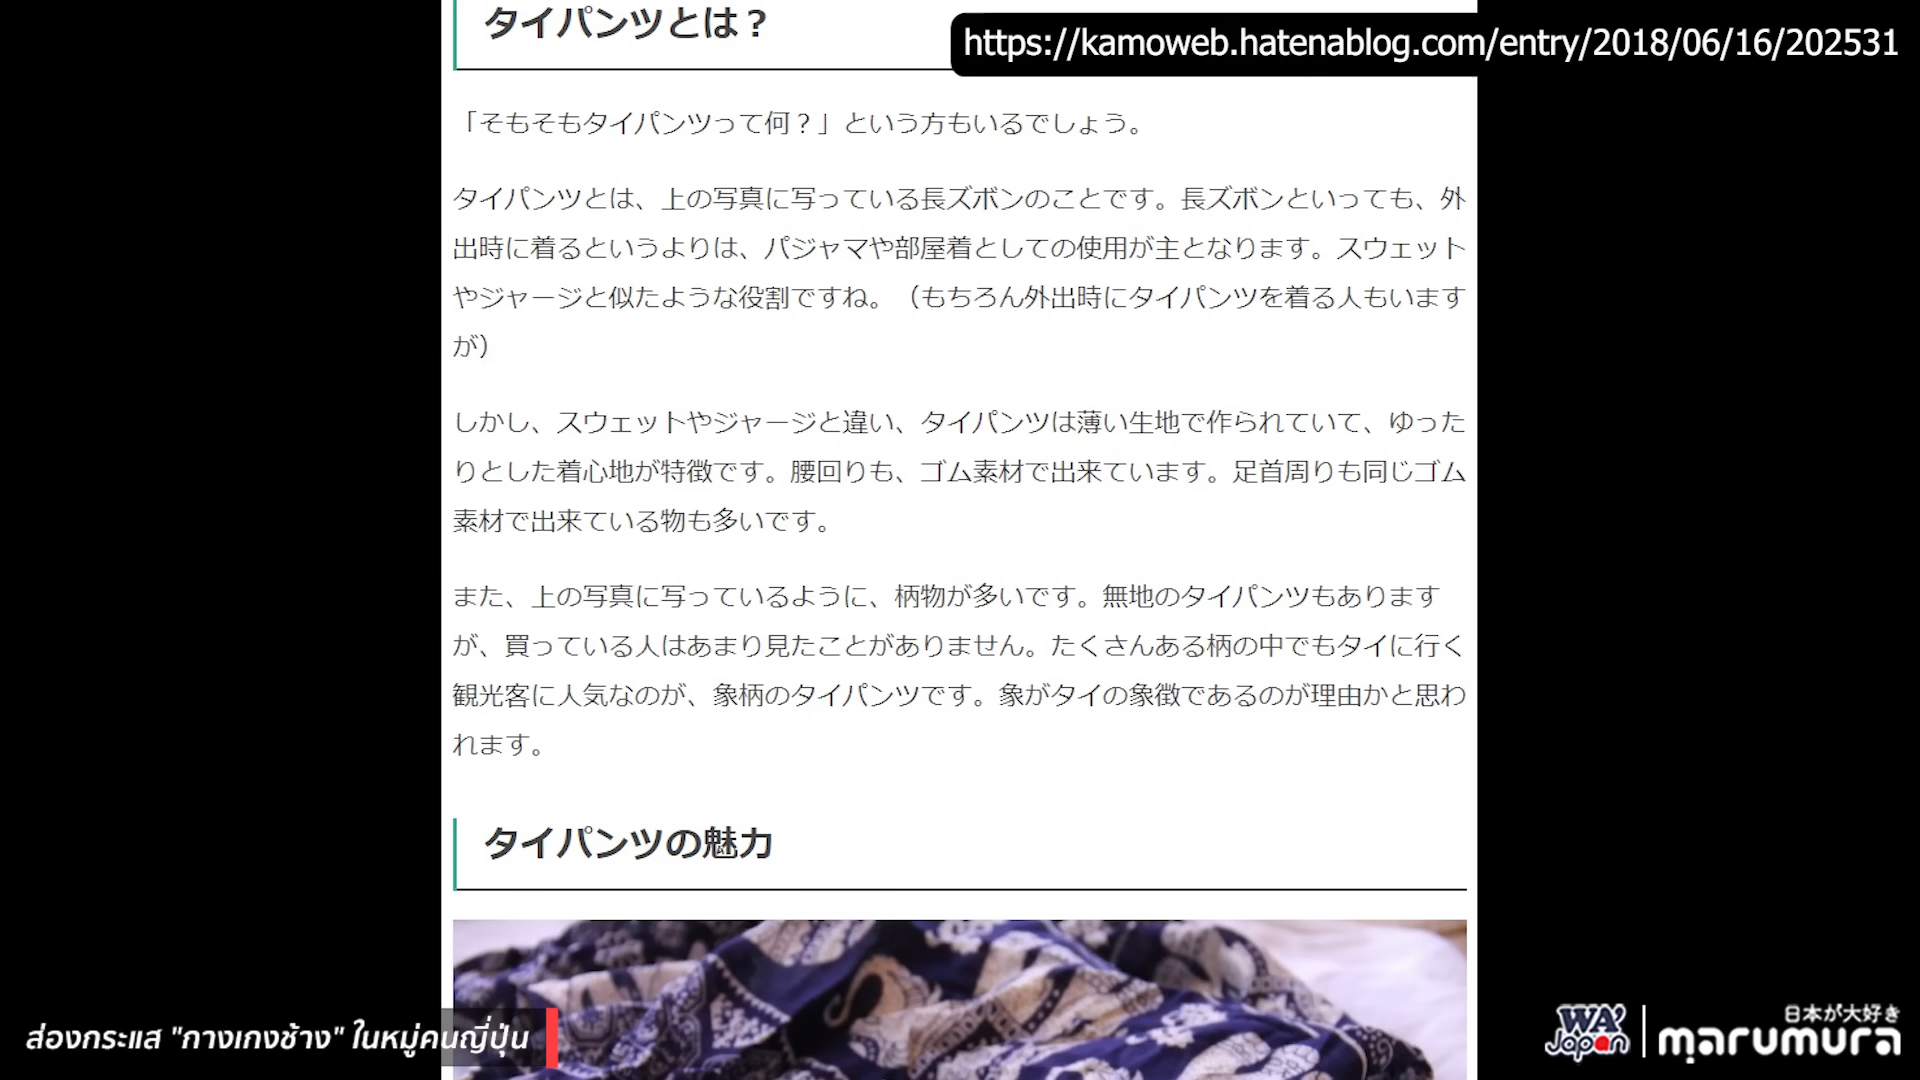 タイパンツとは？
https://kamoweb.hatenablog.com/entry/2018/06/16/202531
「そもそもタイパンツって何？」という方もいるでしょう。
タイパンツとは、上の写真に写っている長ズボンのことです。長ズボンといっても、外
出時に着るというよりは、パジャマや部屋着としての使用が主となります。スウェット
やジャージと似たような役割ですね。（もちろん外出時にタイパンツを着る人もいます
が）
しかし、スウェットやジャージと違い、タイパンツは薄い生地で作られていて、ゆった
りとした着心地が特徴です。腰回りも、ゴム素材で出来ています。足首周りも同じゴム
素材で出来ている物も多いです。
また、上の写真に写っているように、柄物が多いです。無地のタイパンツもあります
が、買っている人はあまり見たことがありません。たくさんある柄の中でもタイに行く
観光客に人気なのが、象柄のタイパンツです。象がタイの象徴であるのが理由かと思わ
れます。
タイパンツの魅力
ส่องกระแส "กางเกงช้าง" ในหมู่คนญี่ปุ่น
WA' Japan
日本が大好き
marumura